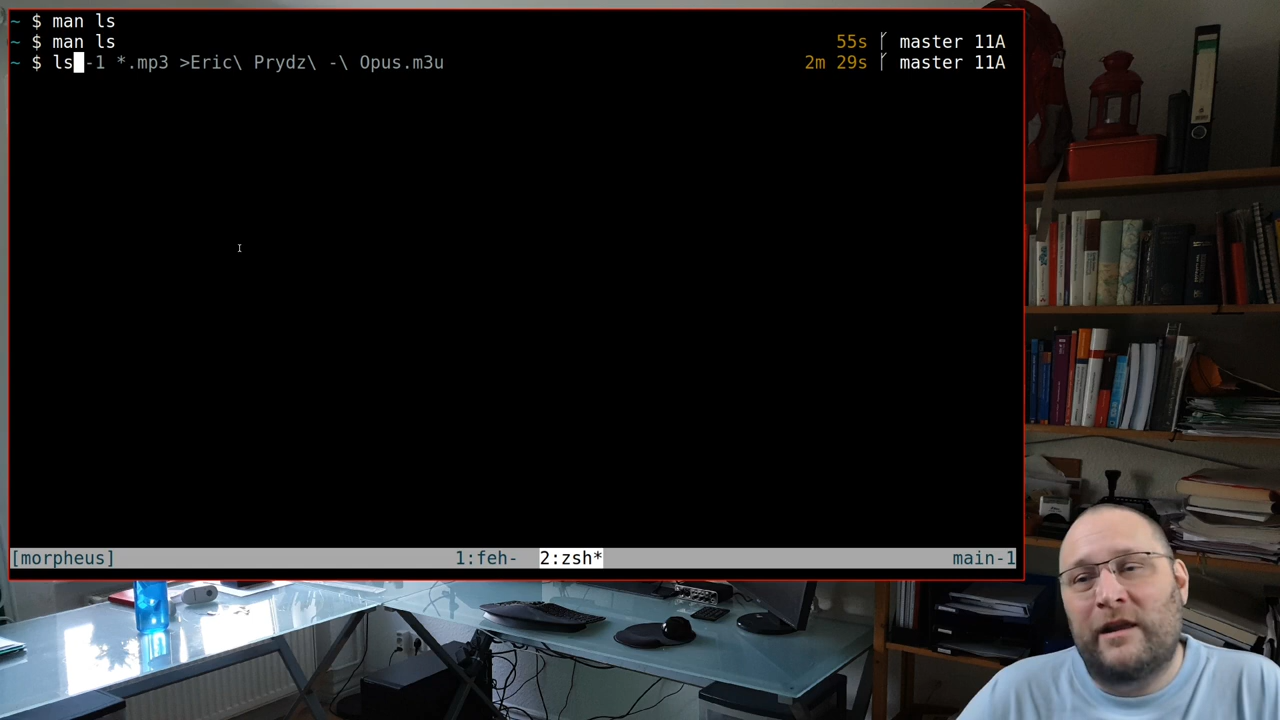 ~ $ man ls
~ $ man ls 55s master 11A
~ $ ls -1 *.mp3 >Eric\ Prydz\ -\ Opus.m3u 2m 29s master 11A
[morpheus] 1:feh- 2:zsh* main-1